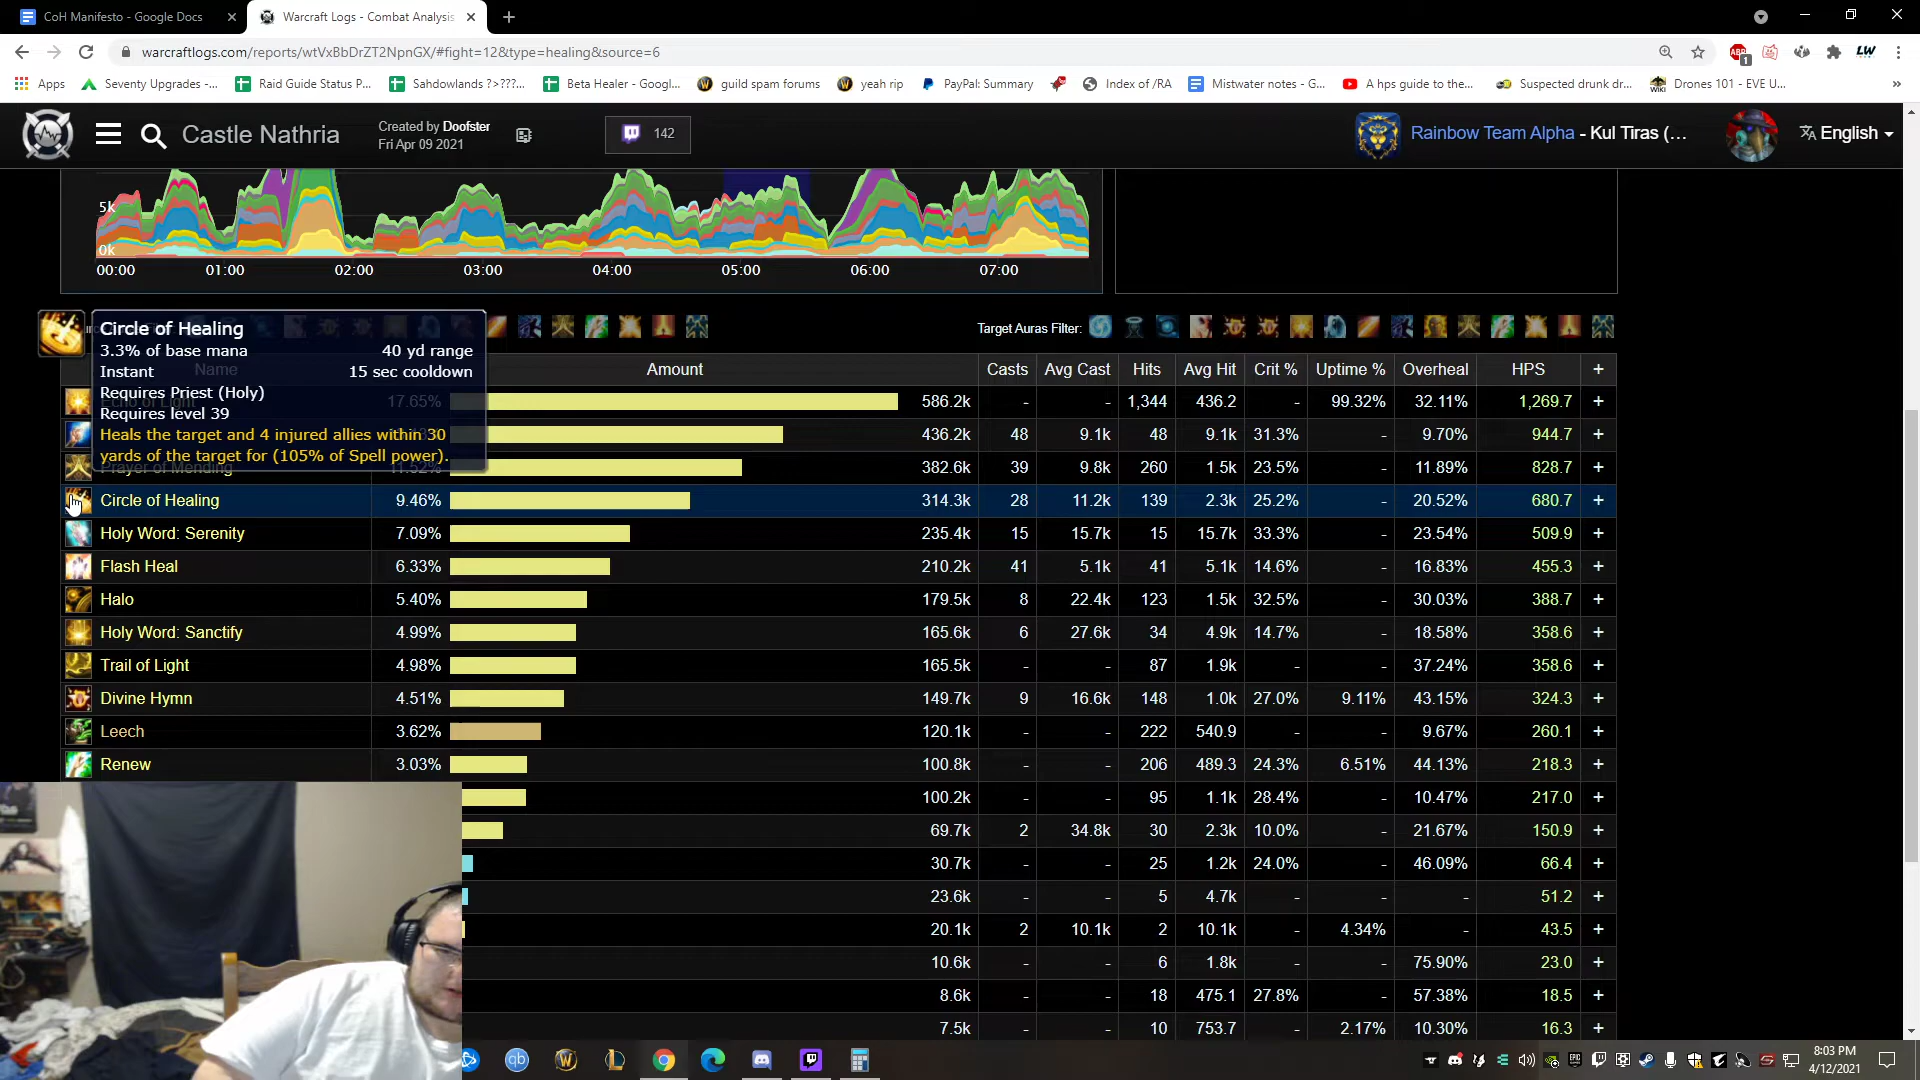 CoH Manifesto - Google Docs
Warcraft Logs - Combat Analysis
warcraftlogs.com/reports/wtVxBbDrZT2NpnGX/#fight=12&type=healing&source=6
Apps
Seventy Upgrades -...
Raid Guide Status P...
Sahdowlands ?>???...
Beta Healer - Googl...
guild spam forums
yeah rip
PayPal: Summary
Index of /RA
Mistwater notes - G...
A hps guide to the...
Suspected drunk dr...
Drones 101 - EVE U...
Castle Nathria
Created by Doofster
Fri Apr 09 2021
142
Rainbow Team Alpha - Kul Tiras (...
English
5k
0k
00:00 01:00 02:00 03:00 04:00 05:00 06:00 07:00
Circle of Healing
3.3% of base mana 40 yd range
Instant 15 sec cooldown
Requires Priest (Holy)
Requires level 39
Heals the target and 4 injured allies within 30
yards of the target for (105% of Spell power).
Target Auras Filter:
Name Amount Casts Avg Cast Hits Avg Hit Crit % Uptime % Overheal HPS +
Echo of Light 17.65% 586.2k - - 1,344 436.2 - 99.32% 32.11% 1,269.7 +
436.2k 48 9.1k 48 9.1k 31.3% - 9.70% 944.7 +
Prayer of Mending 11.52% 382.6k 39 9.8k 260 1.5k 23.5% - 11.89% 828.7 +
Circle of Healing 9.46% 314.3k 28 11.2k 139 2.3k 25.2% - 20.52% 680.7 +
Holy Word: Serenity 7.09% 235.4k 15 15.7k 15 15.7k 33.3% - 23.54% 509.9 +
Flash Heal 6.33% 210.2k 41 5.1k 41 5.1k 14.6% - 16.83% 455.3 +
Halo 5.40% 179.5k 8 22.4k 123 1.5k 32.5% - 30.03% 388.7 +
Holy Word: Sanctify 4.99% 165.6k 6 27.6k 34 4.9k 14.7% - 18.58% 358.6 +
Trail of Light 4.98% 165.5k - - 87 1.9k - - 37.24% 358.6 +
Divine Hymn 4.51% 149.7k 9 16.6k 148 1.0k 27.0% 9.11% 43.15% 324.3 +
Leech 3.62% 120.1k - - 222 540.9 - - 9.67% 260.1 +
Renew 3.03% 100.8k - - 206 489.3 24.3% 6.51% 44.13% 218.3 +
100.2k - - 95 1.1k 28.4% - 10.47% 217.0 +
69.7k 2 34.8k 30 2.3k 10.0% - 21.67% 150.9 +
30.7k - - 25 1.2k 24.0% - 46.09% 66.4 +
23.6k - - 5 4.7k - - - 51.2 +
20.1k 2 10.1k 2 10.1k - 4.34% - 43.5 +
10.6k - - 6 1.8k - - 75.90% 23.0 +
8.6k - - 18 475.1 27.8% - 57.38% 18.5 +
7.5k - - 10 753.7 - 2.17% 10.30% 16.3 +
8:03 PM
4/12/2021